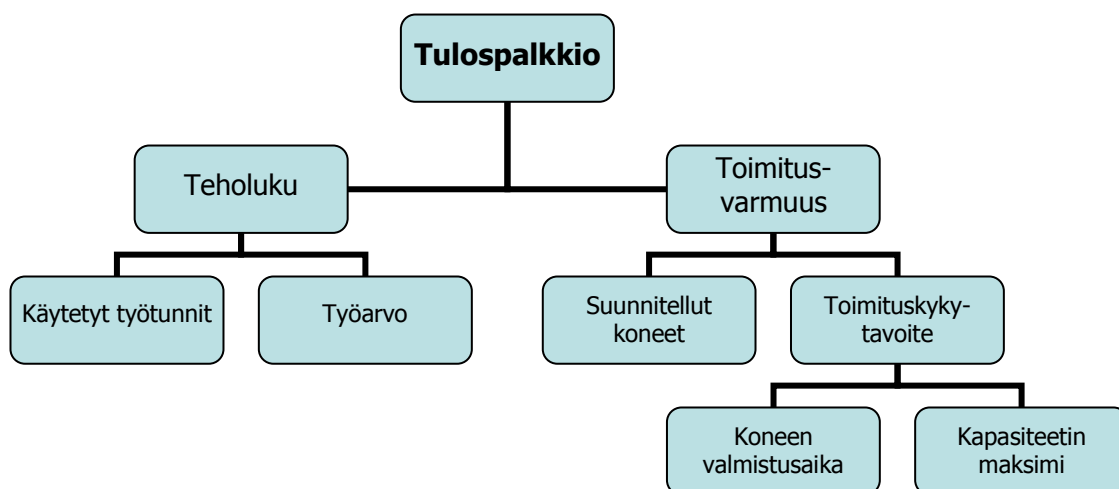 Tulospalkkio
Teholuku
Toimitus-
varmuus
Käytetyt työtunnit
Työarvo
Suunnitellut
koneet
Toimituskyky-
tavoite
Koneen
valmistusaika
Kapasiteetin
maksimi